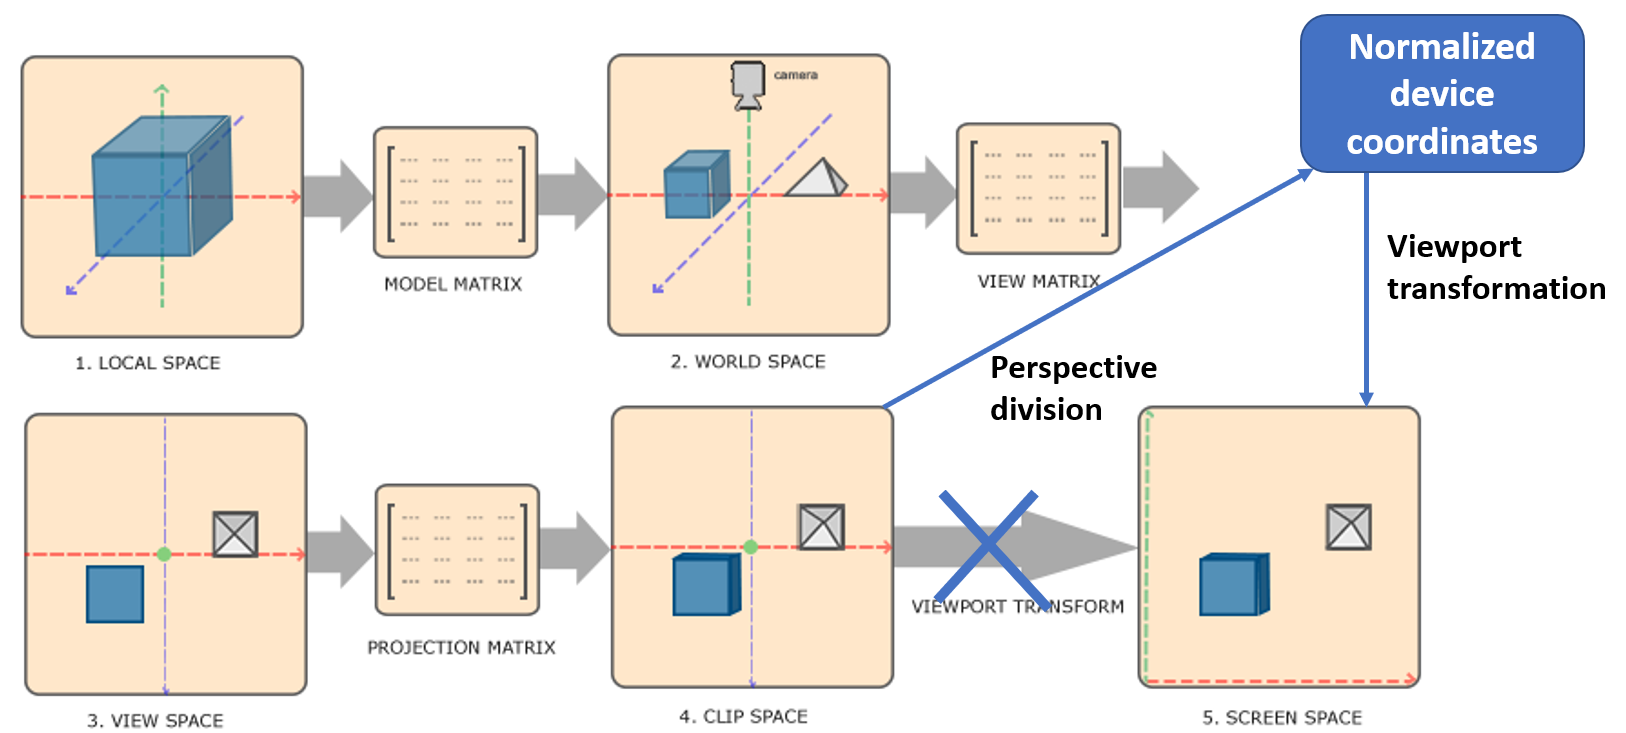 Normalized
device
coordinates
camera
MODEL MATRIX
VIEW MATRIX
Viewport
transformation
1. LOCAL SPACE
2. WORLD SPACE
Perspective
division
VIEWPORT TRANSFORM
PROJECTION MATRIX
3. VIEW SPACE
4. CLIP SPACE
5. SCREEN SPACE